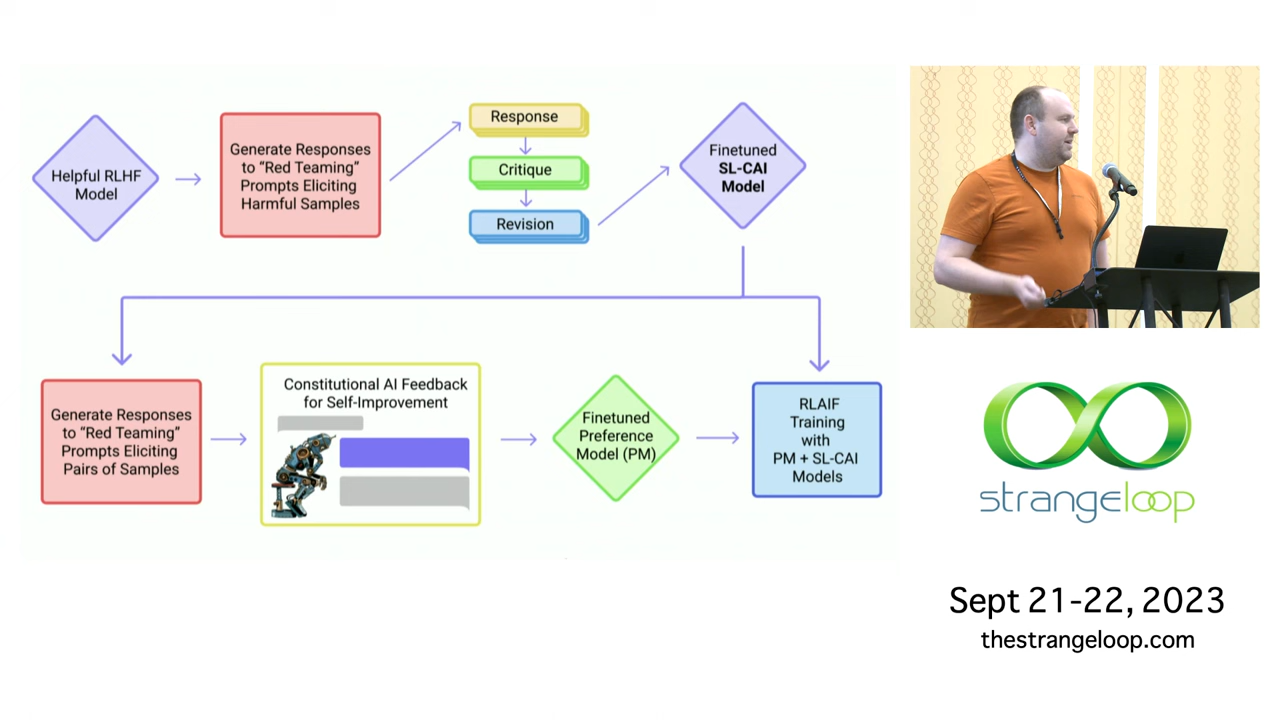 Helpful RLHF
Model
Generate Responses
to “Red Teaming”
Prompts Eliciting
Harmful Samples
Response
Critique
Revision
Finetuned
SL-CAI
Model
Generate Responses
to “Red Teaming”
Prompts Eliciting
Pairs of Samples
Constitutional AI Feedback
for Self-Improvement
Finetuned
Preference
Model (PM)
RLAIF
Training
with
PM + SL-CAI
Models
strangeloop
Sept 21-22, 2023
thestrangeloop.com